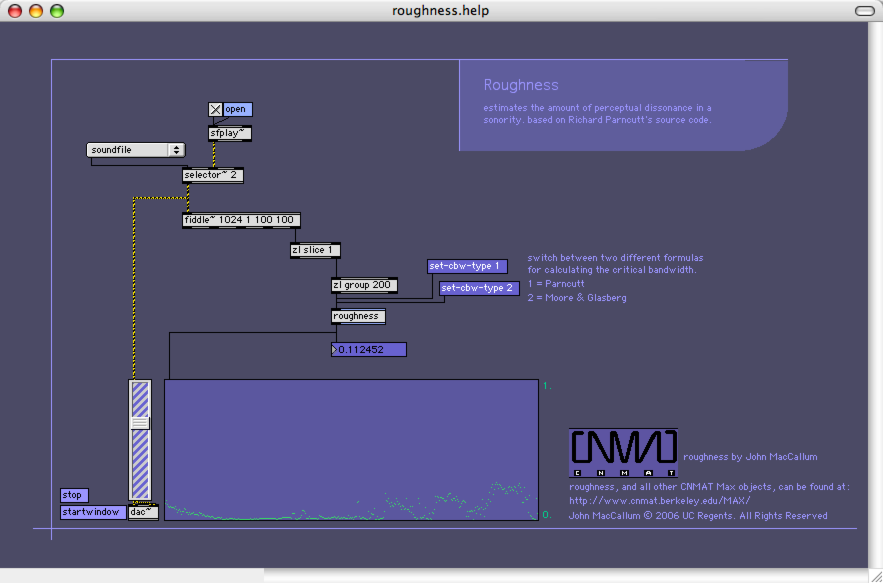 roughness.help
Roughness
estimates the amount of perceptual dissonance in a
sonority. based on Richard Parncutt's source code.
open
sfplay~
soundfile
selector~ 2
fiddle~ 1024 1 100 100
zl slice 1
set-cbw-type 1
switch between two different formulas
for calculating the critical bandwidth.
zl group 200
set-cbw-type 2
1 = Parncutt
2 = Moore & Glasberg
roughness
0.112452
1.
CNMAT
C N M A T
roughness by John MacCallum
roughness, and all other CNMAT Max objects, can be found at:
http://www.cnmat.berkeley.edu/MAX/
stop
startwindow
dac~
0.
John MacCallum © 2006 UC Regents. All Rights Reserved